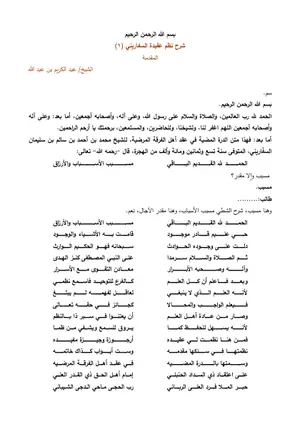 بسم الله الرحمن الرحيم
شرح نظم عقيدة السفاريني (١)
المقدمة
الشيخ/ عبد الكريم بن عبد الله
سم.
بسم الله الرحمن الرحيم.
الحمد لله رب العالمين، والصلاة والسلام على رسول الله، وعلى آله، وأصحابه أجمعين، أما بعد: وعلى آله،
وأصحابه أجمعين اللهم اغفر لنا، ولشيخنا، وللحاضرين، والمستمعين، برحمتك يا أرحم الراحمين.
أما بعد: فهذا متن الدرة المضية في عقد أهل الفرقة المرضية، للشيخ محمد بن أحمد بن سالم بن سليمان
السفاريني، المتوفى سنة تسع وثمانين ومائة وألف من الهجرة، قال -رحمه الله- تعالى:
الحمد لله القديم الباقي مسبب الأسباب والأرزاق
مسبب وإلا مقدر؟
مسبب.
طالب:.........
وهنا مسبب، شرح الشطي مسبب الأسباب، وهنا مقدر الآجال، نعم.
الحمد لله القديم الباقي مسبب الأسباب والأرزاق
حي عليم قادر موجود قامت به الأشياء والوجود
دلت على وجوده الحوادث سبحانه فهو الحكيم الوارث
ثم الصلاة والسلام سرمدا على النبي المصطفى كنز الهدى
وآله وصحبه الأبرار معادن التقوى مع الأسرار
وبعد فاعلم أن كل العلم كالفرع للتوحيد فاسمع نظمي
لأنه العلم الذي لا ينبغي لعاقل لفهمه لم يبتغ
فيعلم الواجب والمحالا كجائز في حقه تعالى
وصار من عادة أهل العلم أن يعتنوا في سبر ذا بالنظم
لأنه يسهل للحفظ كما يروق للسمع ويشفي من ظما
فمن هنا نظمت لي عقيده أرجوزة وجيزة مفيده
نظمتها في سلكها مقدمه وست أبواب كذاك خاتمه
وسمتها بالدرة المضيه في عقد أهل الفرقة المرضيه
على اعتقاد ذي السداد الحنبلي إمام أهل الحق ذي القدر العلي
حبر الملا فرد العلى الرباني رب الحجى ماحي الدجى الشيباني